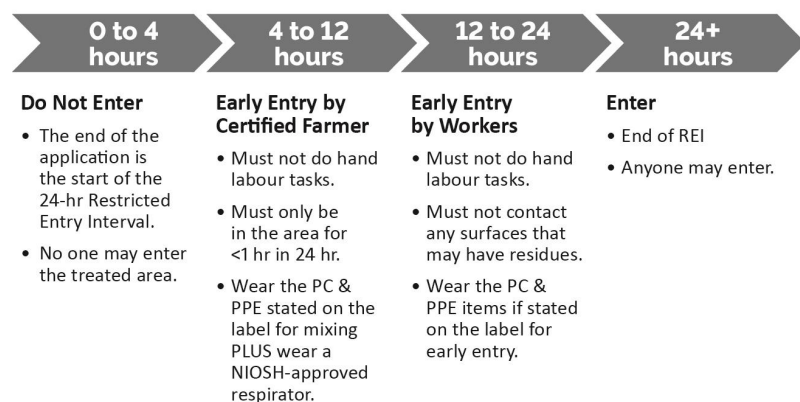 0 to 4
hours
4 to 12
hours
12 to 24
hours
24+
hours
Do Not Enter
• The end of the
application is
the start of the
24-hr Restricted
Entry Interval.
• No one may enter
the treated area.
Early Entry by
Certified Farmer
• Must not do hand
labour tasks.
• Must only be
in the area for
<1 hr in 24 hr.
• Wear the PC &
PPE stated on the
label for mixing
PLUS wear a
NIOSH-approved
respirator.
Early Entry
by Workers
• Must not do hand
labour tasks.
• Must not contact
any surfaces that
may have residues.
• Wear the PC &
PPE items if stated
on the label for
early entry.
Enter
• End of REI
• Anyone may enter.